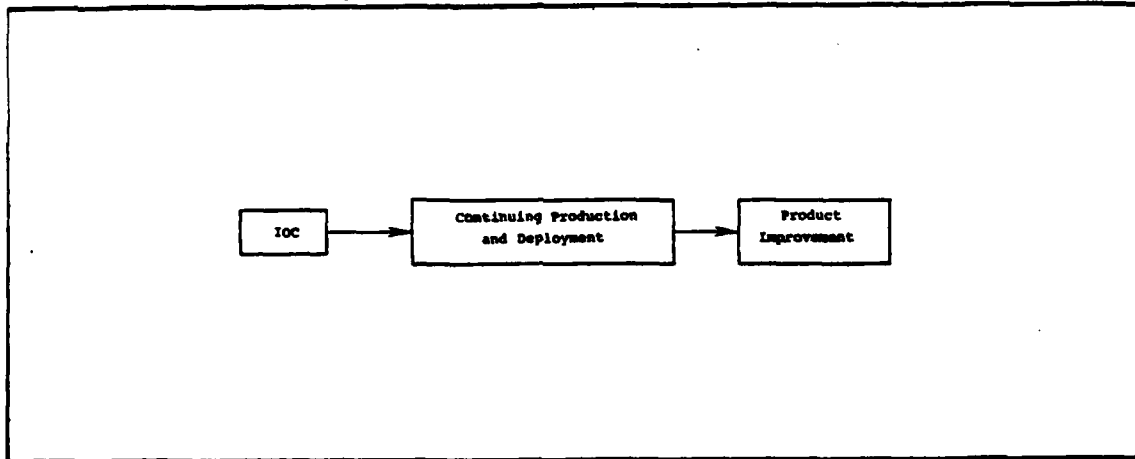 IOC
Continuing Production
and Deployment
Product
Improvement